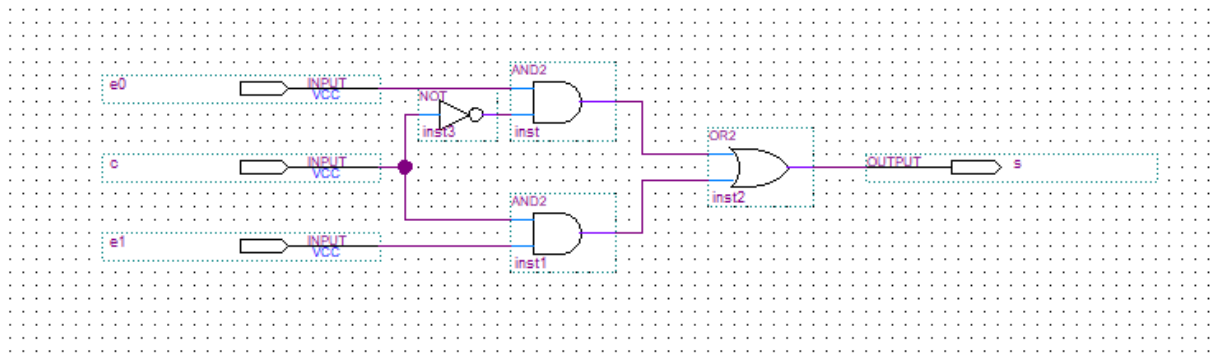 e0
INPUT
VCC
NOT
inst3
AND2
inst
c
INPUT
VCC
OR2
inst2
OUTPUT
s
AND2
inst1
e1
INPUT
VCC